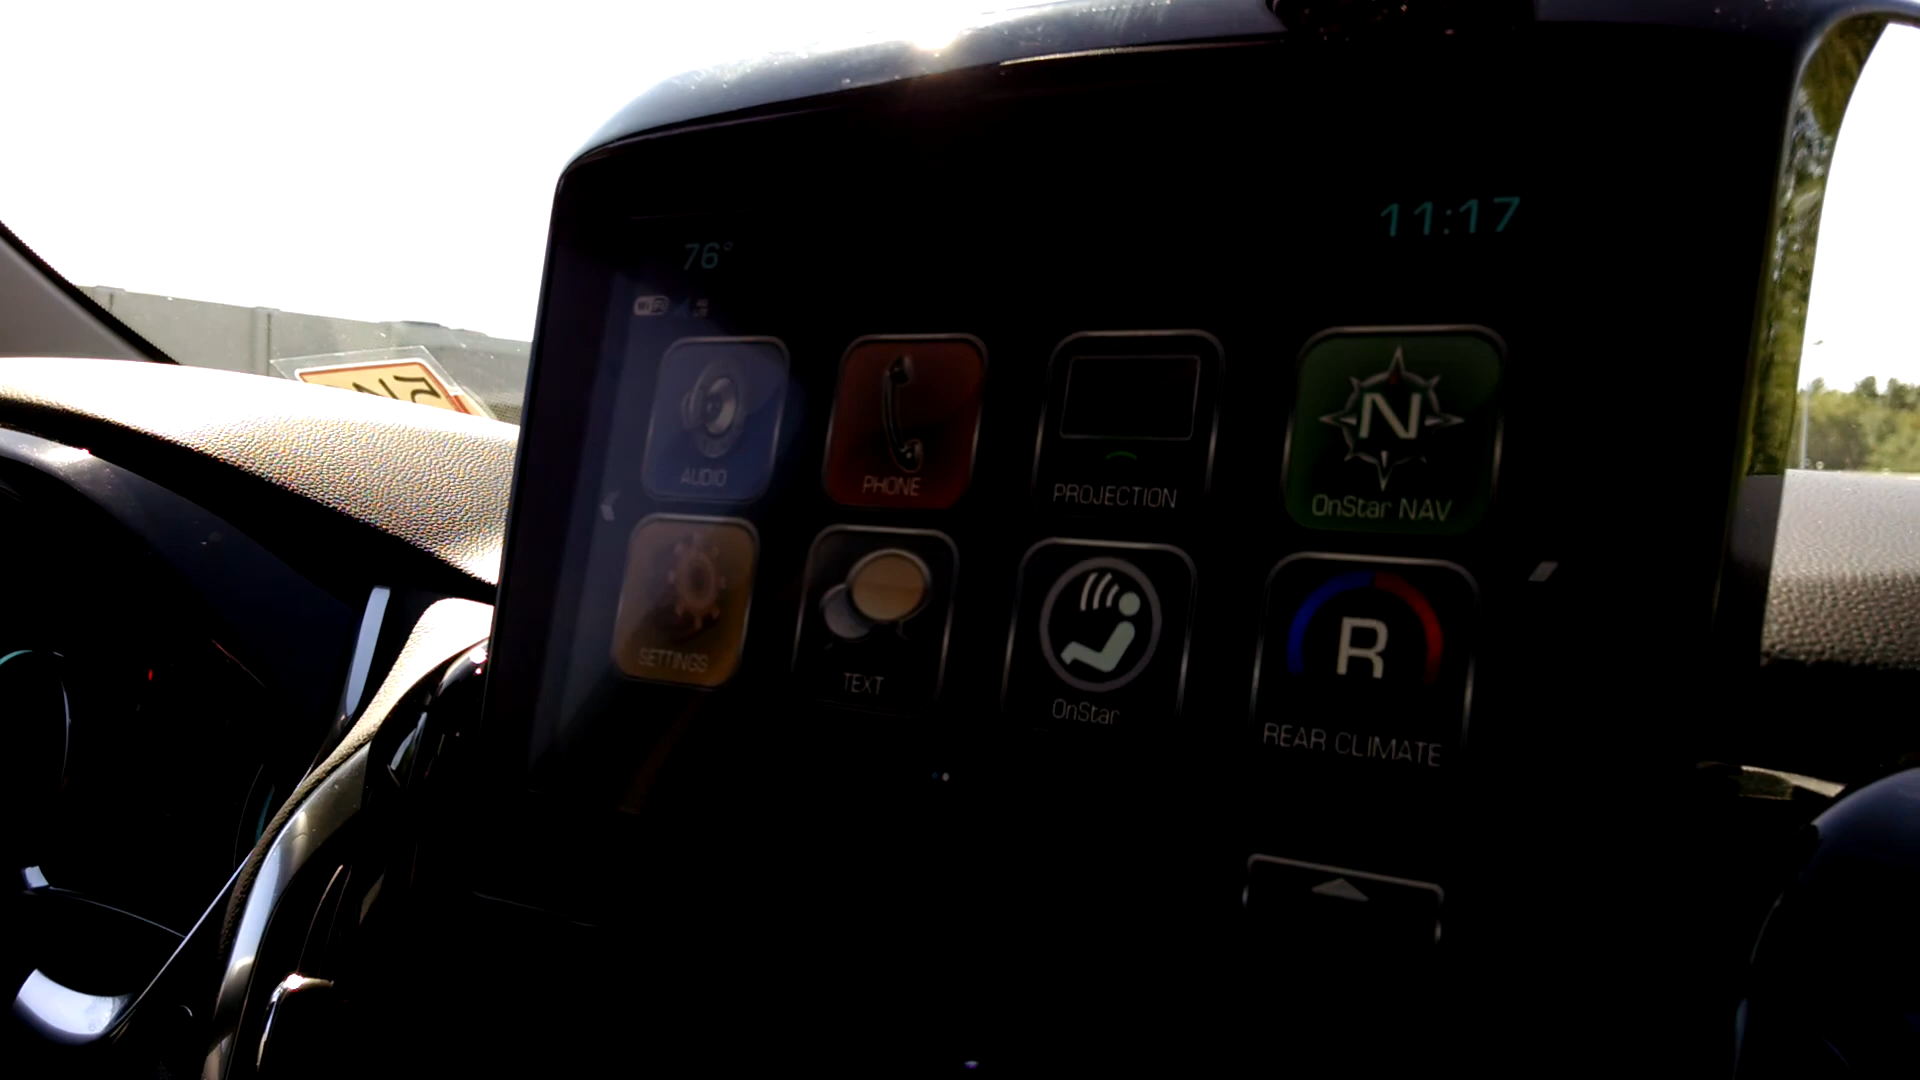 11:17
76°
AUDIO
PHONE
PROJECTION
N
OnStar NAV
SETTINGS
TEXT
OnStar
R
REAR CLIMATE